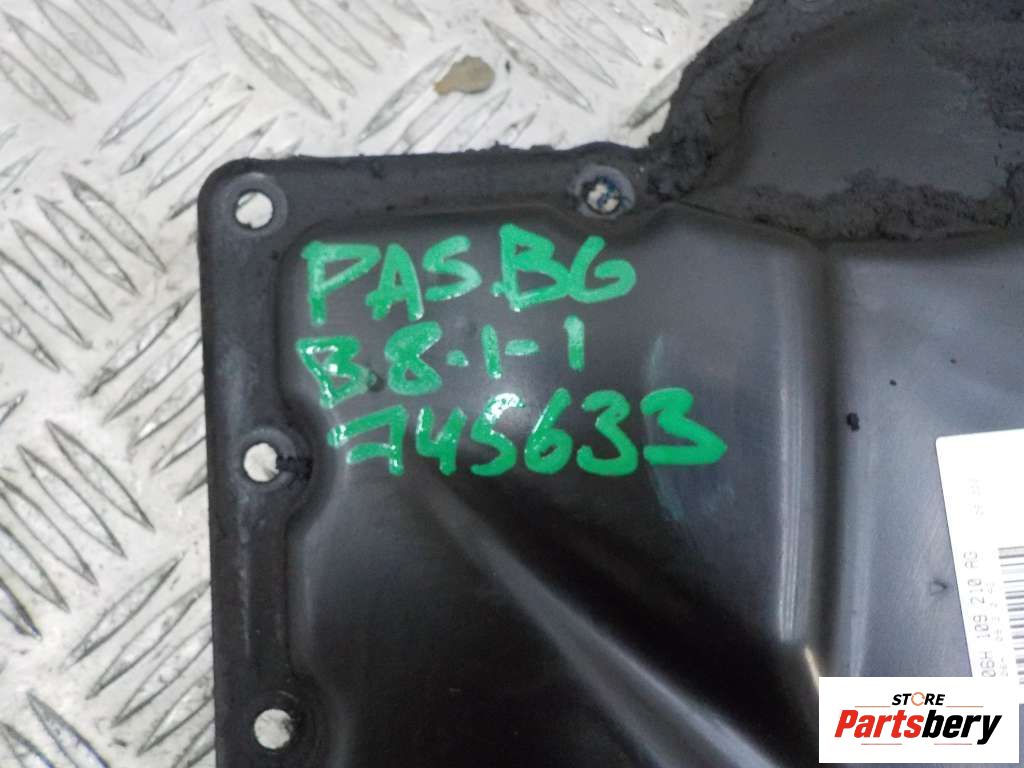 PAS.B6
B8-1-1
745633
06H 109 210 AG
STORE
Partsbery